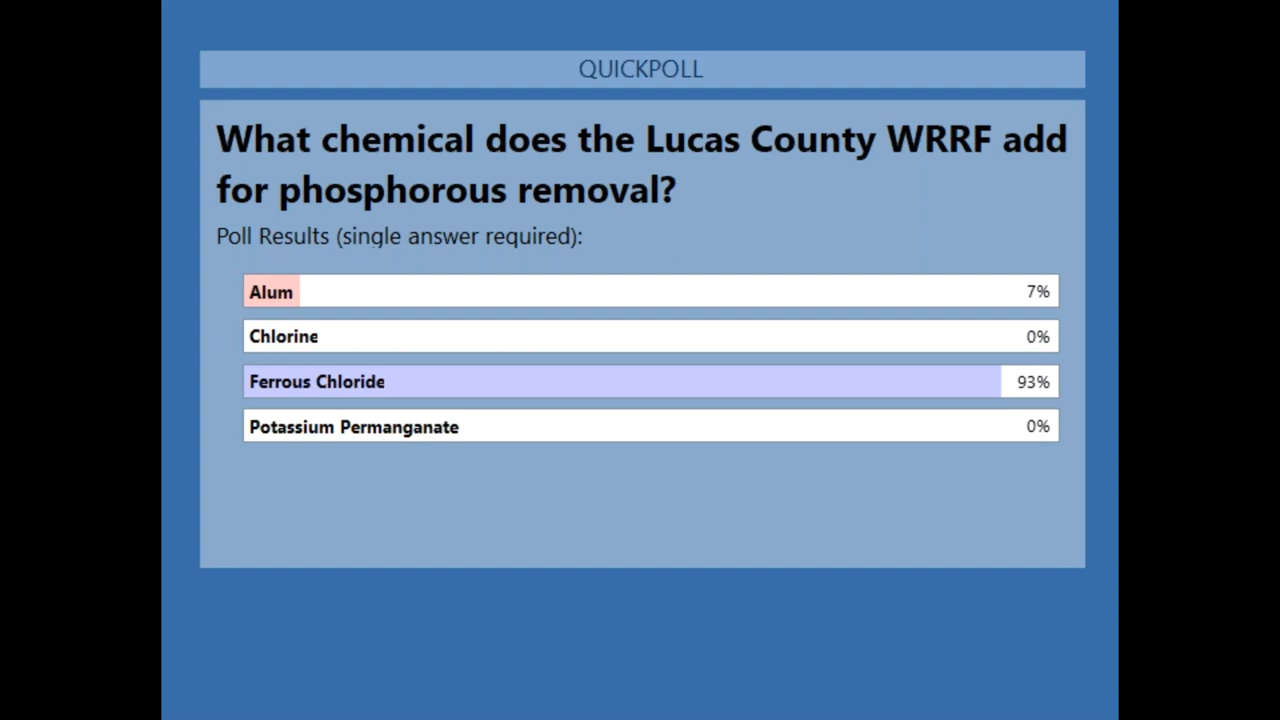 QUICKPOLL
What chemical does the Lucas County WRRF add
for phosphorous removal?
Poll Results (single answer required):
Alum 7%
Chlorine 0%
Ferrous Chloride 93%
Potassium Permanganate 0%